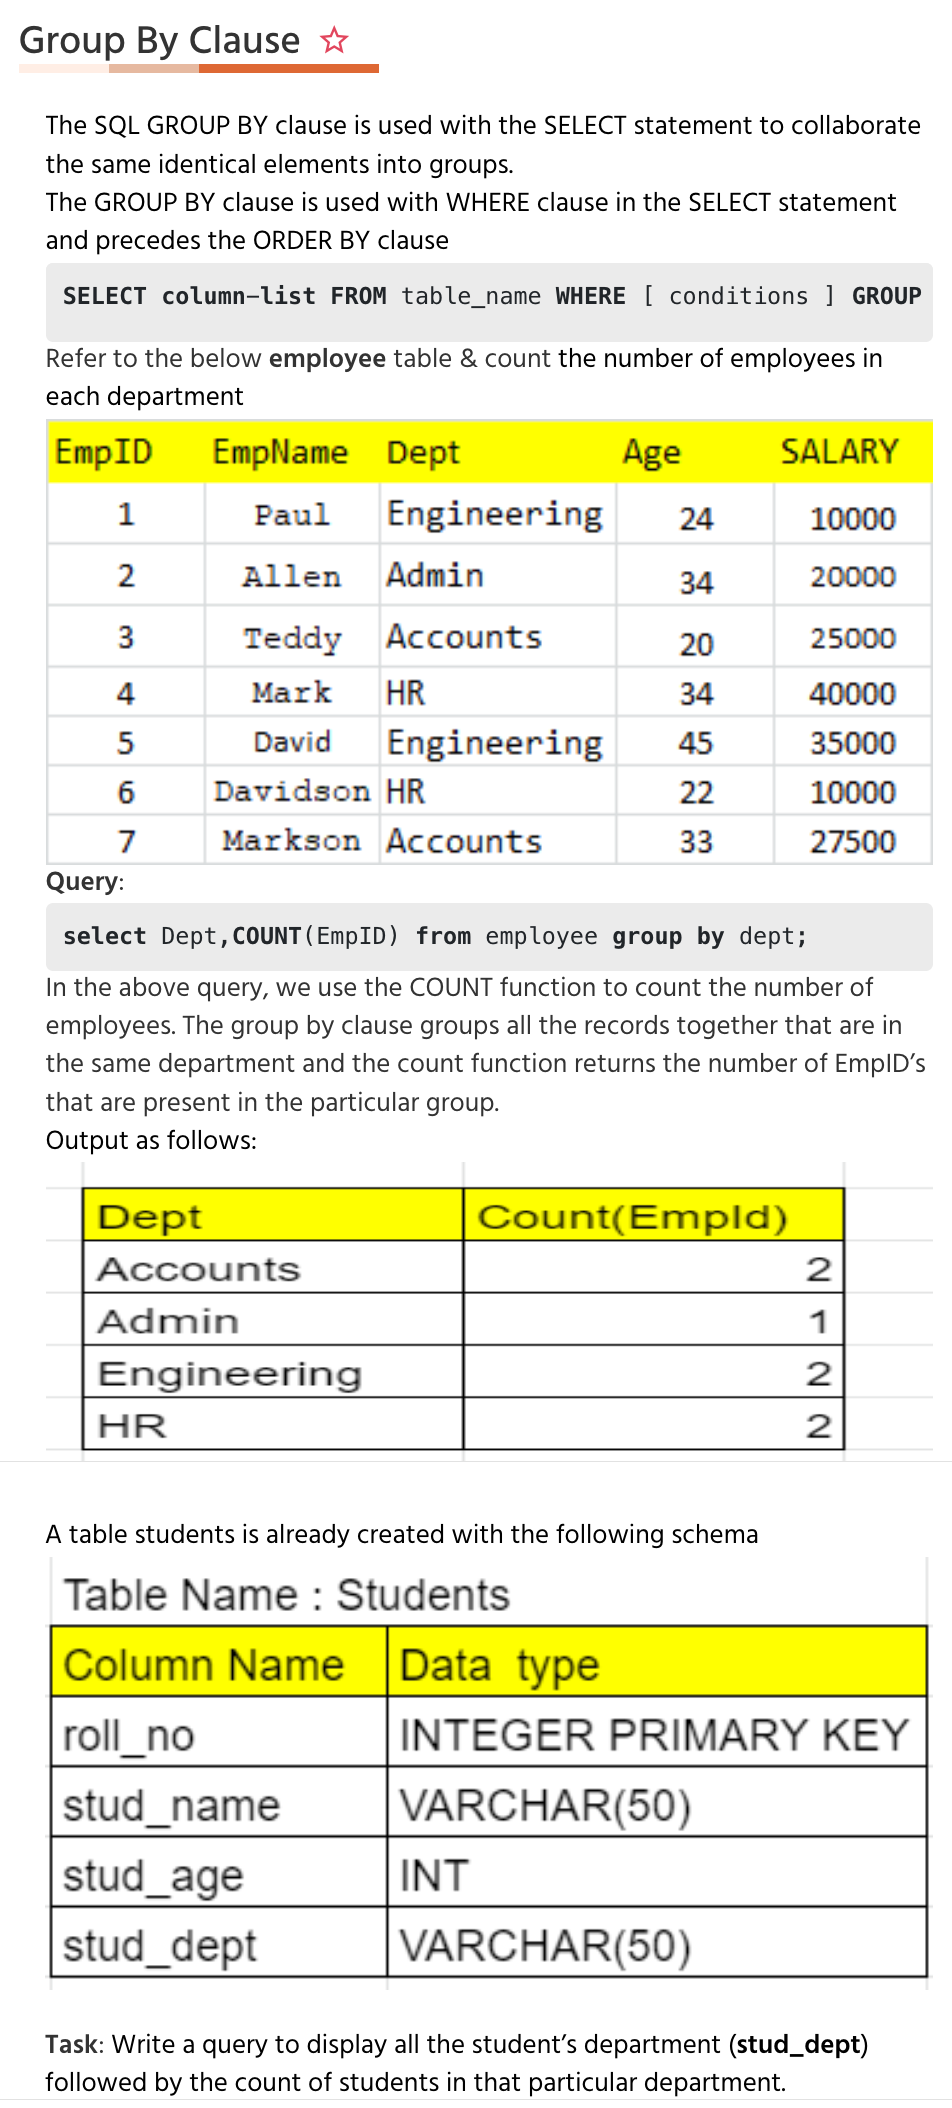 Group By Clause
The SQL GROUP BY clause is used with the SELECT statement to collaborate
the same identical elements into groups.
The GROUP BY clause is used with WHERE clause in the SELECT statement
and precedes the ORDER BY clause
SELECT column-list FROM table_name WHERE [ conditions ] GROUP
Refer to the below employee table & count the number of employees in
each department
EmpID EmpName Dept Age SALARY
1 Paul Engineering 24 10000
2 Allen Admin 34 20000
3 Teddy Accounts 20 25000
4 Mark HR 34 40000
5 David Engineering 45 35000
6 Davidson HR 22 10000
7 Markson Accounts 33 27500
Query:
select Dept,COUNT(EmpID) from employee group by dept;
In the above query, we use the COUNT function to count the number of
employees. The group by clause groups all the records together that are in
the same department and the count function returns the number of EmpID’s
that are present in the particular group.
Output as follows:
Dept Count(EmpId)
Accounts 2
Admin 1
Engineering 2
HR 2
A table students is already created with the following schema
Table Name : Students
Column Name Data type
roll_no INTEGER PRIMARY KEY
stud_name VARCHAR(50)
stud_age INT
stud_dept VARCHAR(50)
Task: Write a query to display all the student’s department (stud_dept)
followed by the count of students in that particular department.